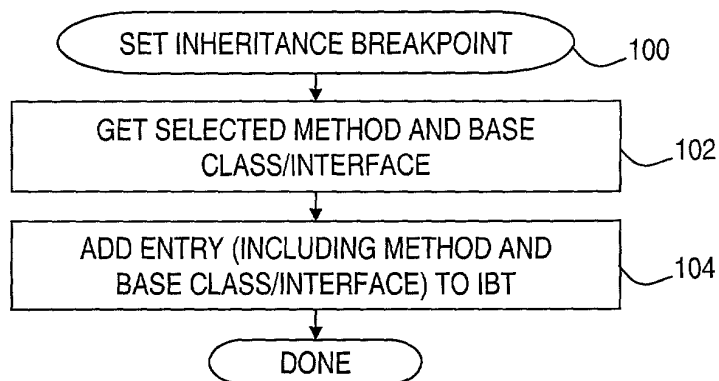 SET INHERITANCE BREAKPOINT
100
GET SELECTED METHOD AND BASE
CLASS/INTERFACE
102
ADD ENTRY (INCLUDING METHOD AND
BASE CLASS/INTERFACE) TO IBT
104
DONE